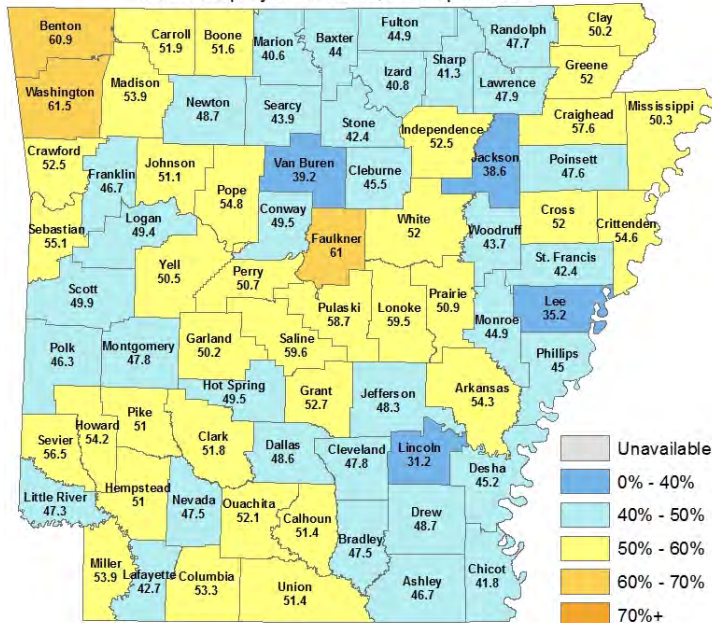 Benton
60.9
Carroll
51.9
Boone
51.6
Marion
40.6
Baxter
44
Fulton
44.9
Randolph
47.7
Clay
50.2
Sharp
41.3
Izard
40.8
Greene
52
Washington
61.5
Madison
53.9
Newton
48.7
Searcy
43.9
Lawrence
47.9
Stone
42.4
Independence
52.5
Craighead
57.6
Mississippi
50.3
Crawford
52.5
Franklin
46.7
Johnson
51.1
Pope
54.8
Van Buren
39.2
Cleburne
45.5
Jackson
38.6
Poinsett
47.6
Logan
49.4
Conway
49.5
Sebastian
55.1
Faulkner
61
White
52
Woodruff
43.7
Cross
52
Crittenden
54.6
Yell
50.5
Perry
50.7
St. Francis
42.4
Scott
49.9
Pulaski
58.7
Lonoke
59.5
Prairie
50.9
Lee
35.2
Monroe
44.9
Polk
46.3
Montgomery
47.8
Garland
50.2
Saline
59.6
Phillips
45
Hot Spring
49.5
Grant
52.7
Jefferson
48.3
Arkansas
54.3
Pike
51
Howard
54.2
Sevier
56.5
Clark
51.8
Dallas
48.6
Cleveland
47.8
Lincoln
31.2
Desha
45.2
Little River
47.3
Hempstead
51
Nevada
47.5
Ouachita
52.1
Calhoun
51.4
Bradley
47.5
Drew
48.7
Miller
53.9
Lafayette
42.7
Columbia
53.3
Union
51.4
Ashley
46.7
Chicot
41.8
Unavailable
0% - 40%
40% - 50%
50% - 60%
60% - 70%
70%+